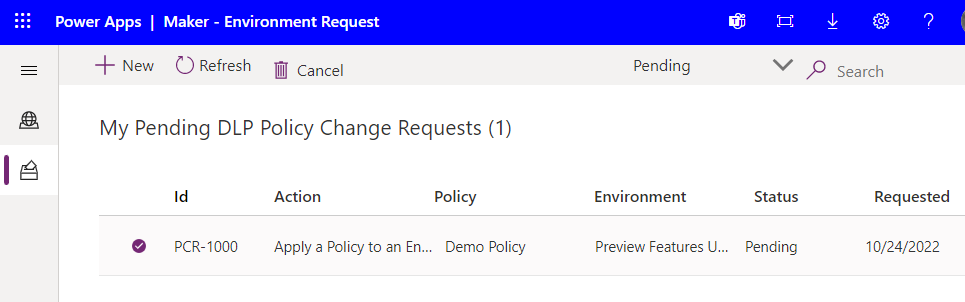 Power Apps | Maker - Environment Request
New Refresh Cancel Pending Search
My Pending DLP Policy Change Requests (1)
Id Action Policy Environment Status Requested
PCR-1000 Apply a Policy to an En... Demo Policy Preview Features U... Pending 10/24/2022